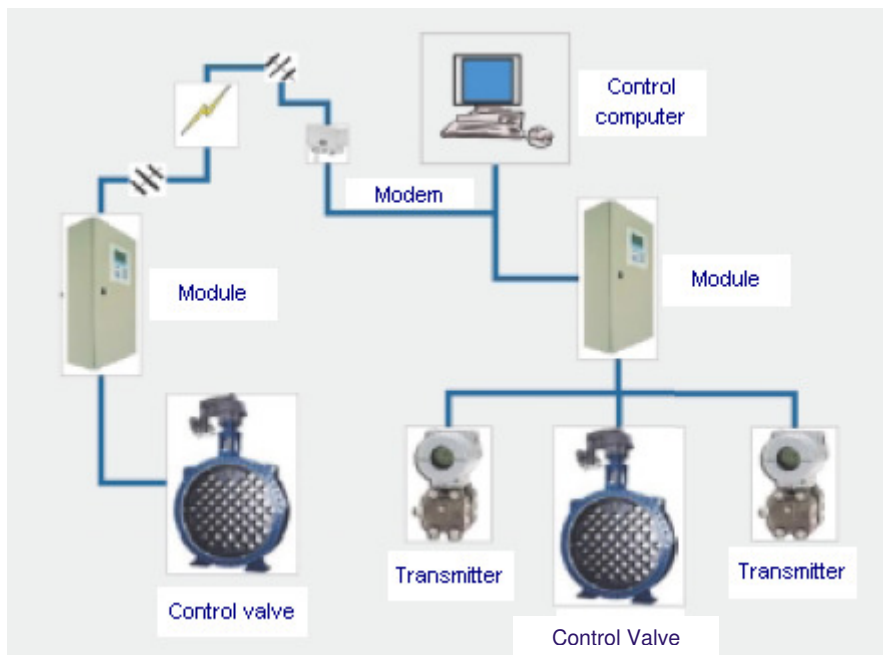 Control
computer
Modem
Module
Module
Transmitter
Transmitter
Control valve
Control Valve